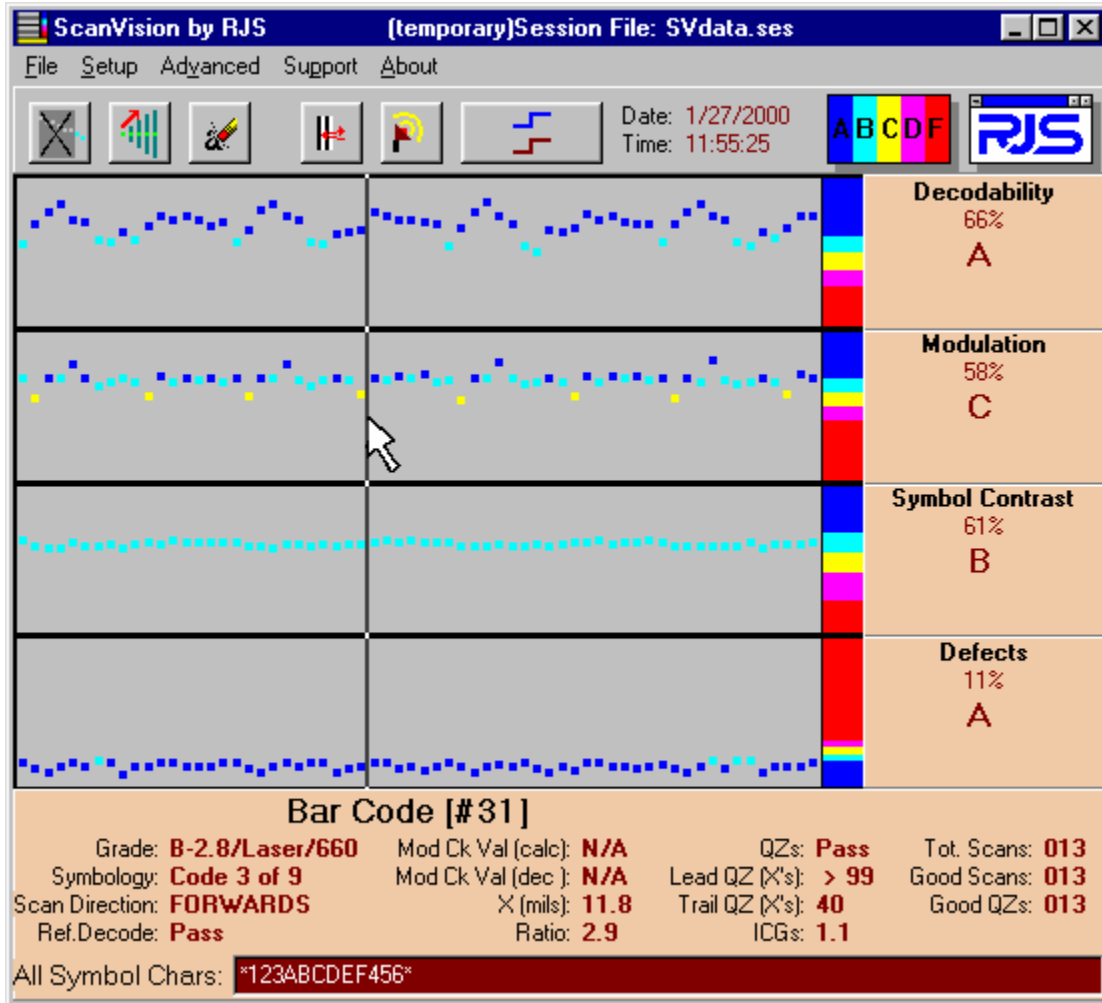 ScanVision by RJS (temporary)Session File: SVdata.ses
File Setup Advanced Support About
Date: 1/27/2000
Time: 11:55:25
A B C D F
RJS
Decodability
66%
A
Modulation
58%
C
Symbol Contrast
61%
B
Defects
11%
A
Bar Code [#31]
Grade: B-2.8/Laser/660 Mod Ck Val (calc): N/A QZs: Pass Tot. Scans: 013
Symbology: Code 3 of 9 Mod Ck Val (dec ): N/A Lead QZ (X's): > 99 Good Scans: 013
Scan Direction: FORWARDS X (mils): 11.8 Trail QZ (X's): 40 Good QZs: 013
Ref.Decode: Pass Ratio: 2.9 ICGs: 1.1
All Symbol Chars: *123ABCDEF456*